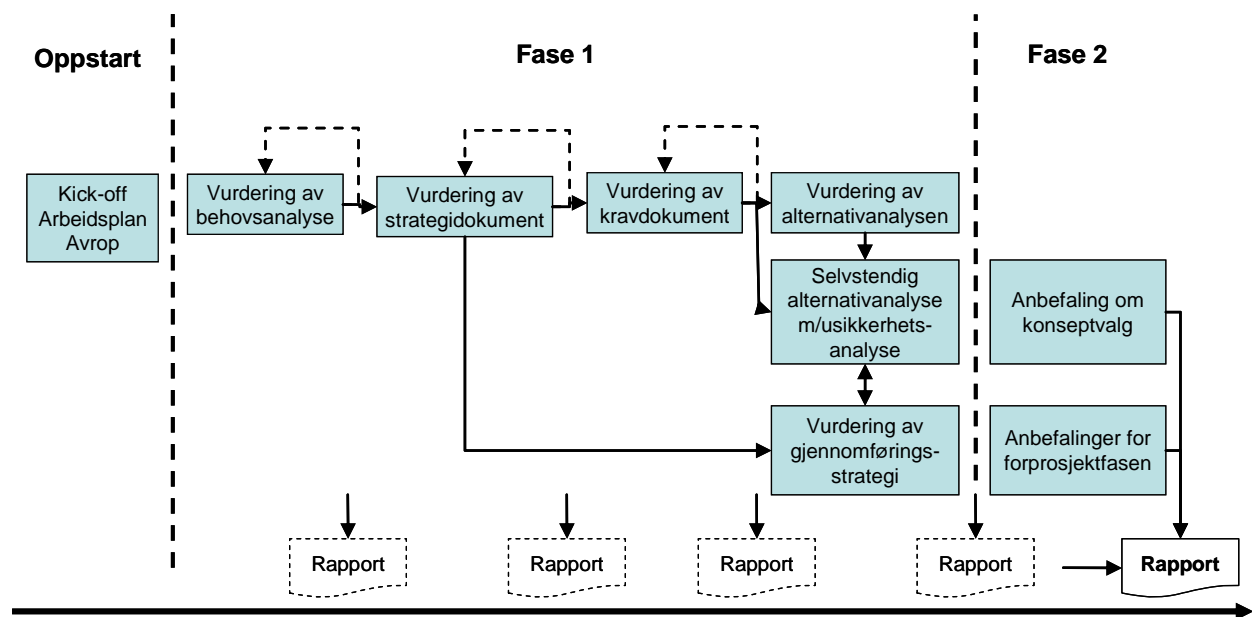 Oppstart
Fase 1
Fase 2
Kick-off
Arbeidsplan
Avrop
Vurdering av
behovsanalyse
Vurdering av
strategidokument
Vurdering av
kravdokument
Vurdering av
alternativanalysen
Selvstendig
alternativanalyse
m/usikkerhets-
analyse
Vurdering av
gjennomførings-
strategi
Anbefaling om
konseptvalg
Anbefalinger for
forprosjektfasen
Rapport
Rapport
Rapport
Rapport
Rapport